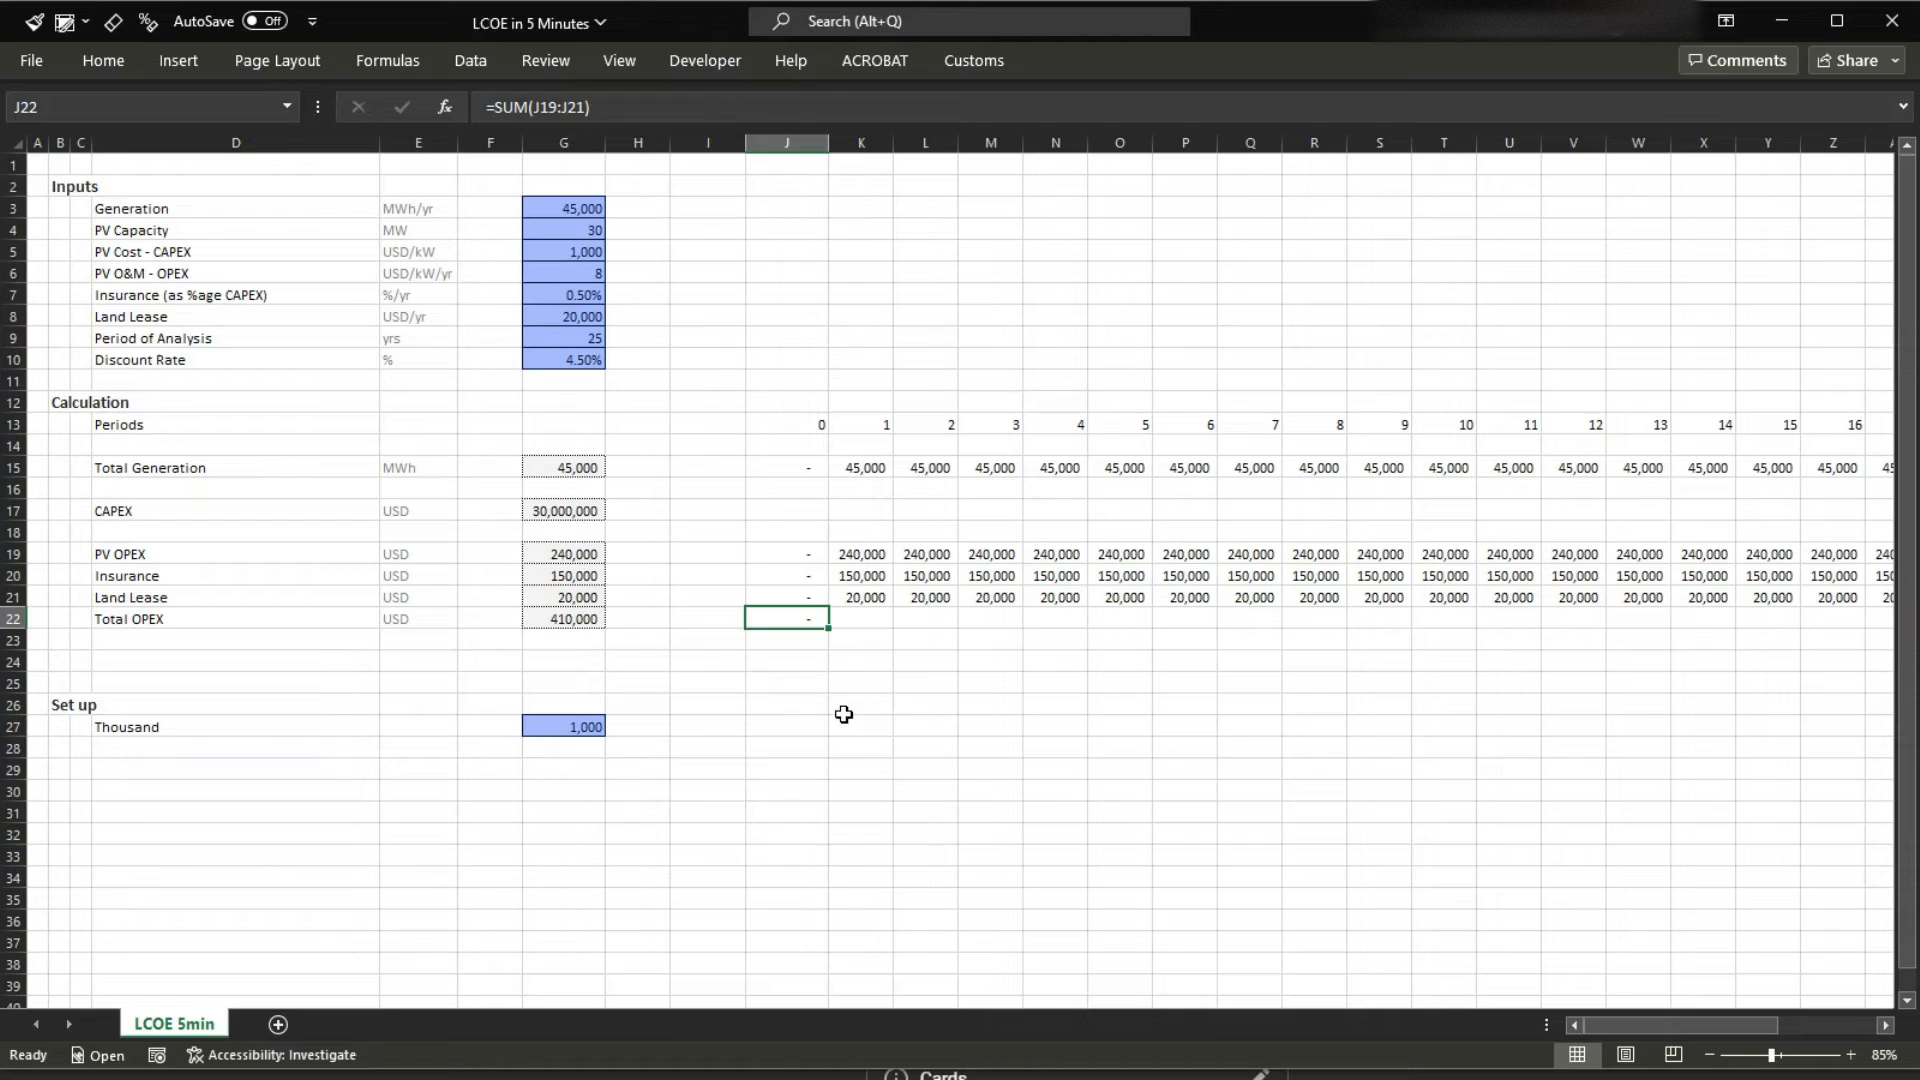 AutoSave Off LCOE in 5 Minutes Search (Alt+Q)
File Home Insert Page Layout Formulas Data Review View Developer Help ACROBAT Customs Comments Share
J22 fx =SUM(J19:J21)
A B C D E F G H I J K L M N O P Q R S T U V W X Y Z
1
2 Inputs
3 Generation MWh/yr 45,000
4 PV Capacity MW 30
5 PV Cost - CAPEX USD/kW 1,000
6 PV O&M - OPEX USD/kW/yr 8
7 Insurance (as %age CAPEX) %/yr 0.50%
8 Land Lease USD/yr 20,000
9 Period of Analysis yrs 25
10 Discount Rate % 4.50%
11
12 Calculation
13 Periods 0 1 2 3 4 5 6 7 8 9 10 11 12 13 14 15 16
14
15 Total Generation MWh 45,000 - 45,000 45,000 45,000 45,000 45,000 45,000 45,000 45,000 45,000 45,000 45,000 45,000 45,000 45,000 45,000 45,000 45
16
17 CAPEX USD 30,000,000
18
19 PV OPEX USD 240,000 - 240,000 240,000 240,000 240,000 240,000 240,000 240,000 240,000 240,000 240,000 240,000 240,000 240,000 240,000 240,000 240,000 240
20 Insurance USD 150,000 - 150,000 150,000 150,000 150,000 150,000 150,000 150,000 150,000 150,000 150,000 150,000 150,000 150,000 150,000 150,000 150,000 150
21 Land Lease USD 20,000 - 20,000 20,000 20,000 20,000 20,000 20,000 20,000 20,000 20,000 20,000 20,000 20,000 20,000 20,000 20,000 20,000 20
22 Total OPEX USD 410,000 -
23
24
25
26 Set up
27 Thousand 1,000
28
29
30
31
32
33
34
35
36
37
38
39
LCOE 5min
Ready Open Accessibility: Investigate 85%
Cards